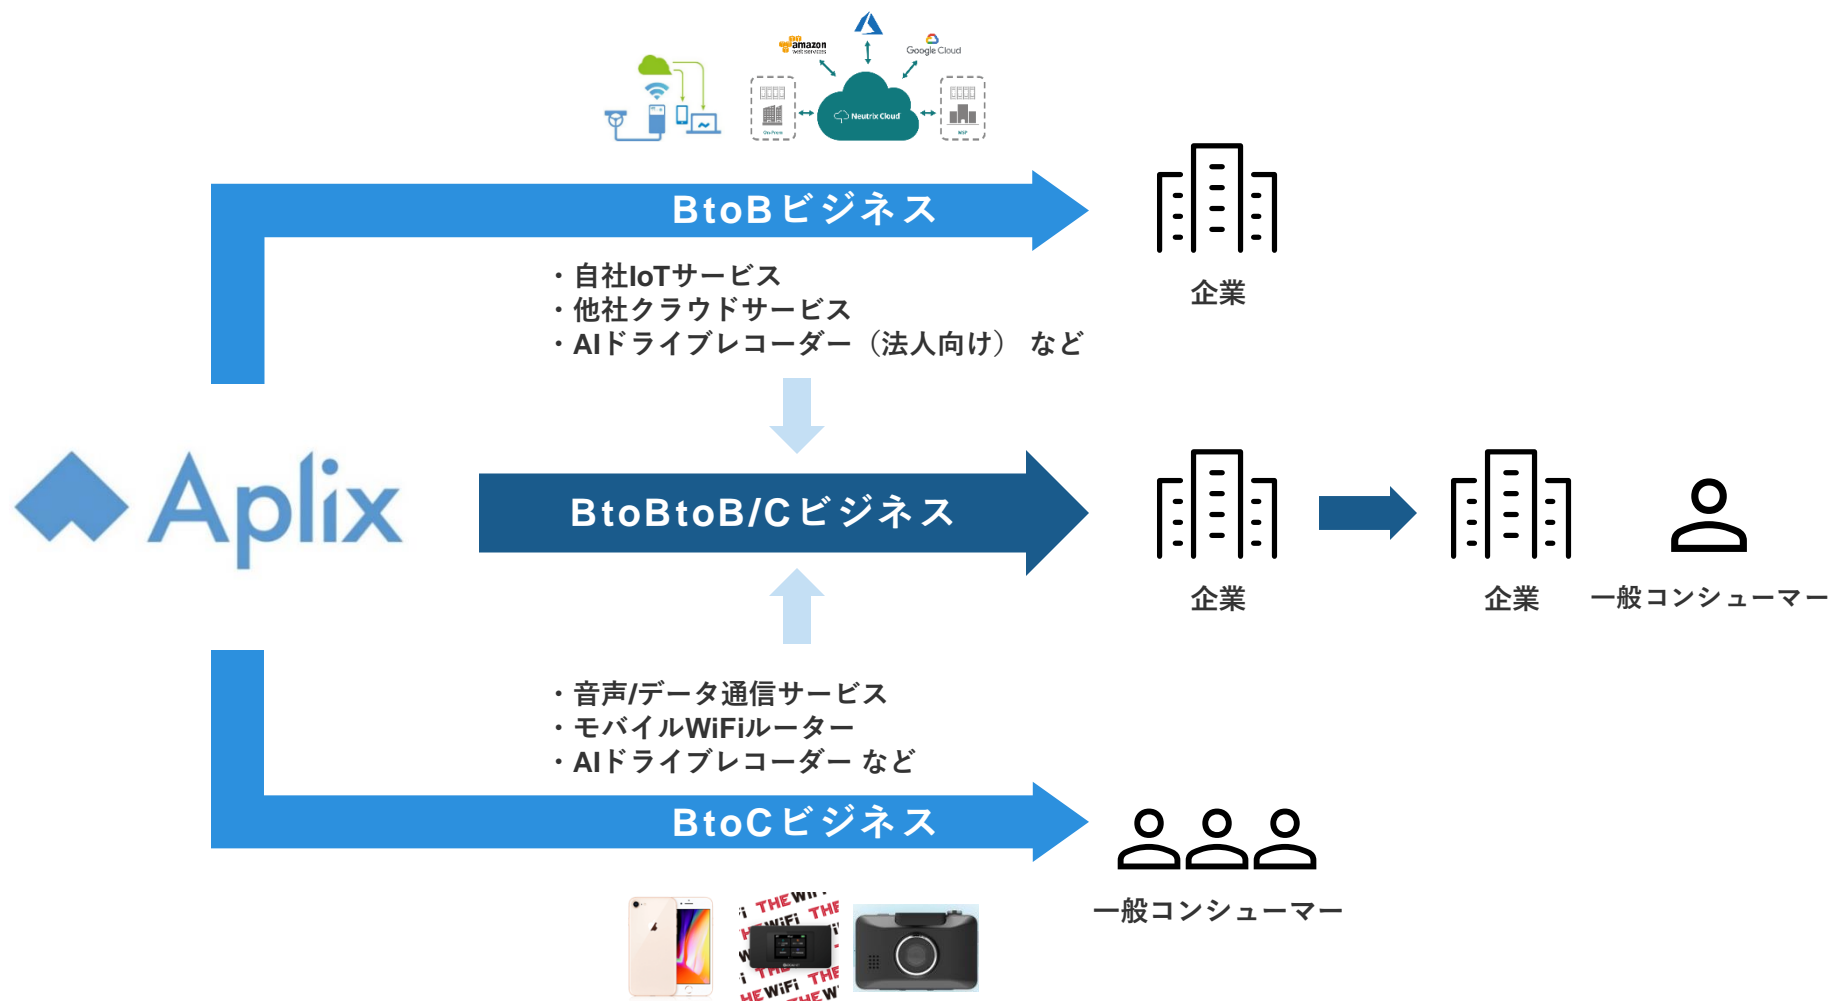 amazon
web services
Google Cloud
Neutrix Cloud
On-Prem
MSP
BtoBビジネス
・自社IoTサービス
・他社クラウドサービス
・AIドライブレコーダー（法人向け） など
企業
Aplix
BtoBtoB/Cビジネス
企業
企業
一般コンシューマー
・音声/データ通信サービス
・モバイルWiFiルーター
・AIドライブレコーダー など
BtoCビジネス
一般コンシューマー
THE WiFi